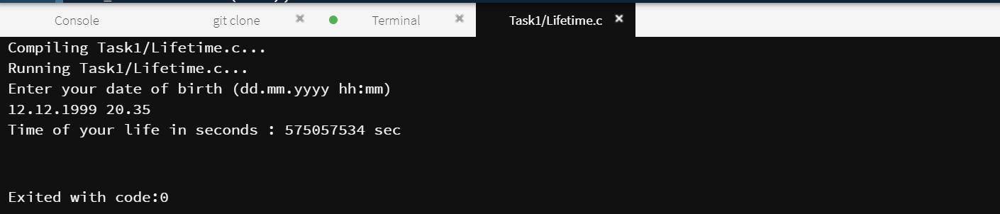 Console git clone Terminal Task1/Lifetime.c
Compiling Task1/Lifetime.c...
Running Task1/Lifetime.c...
Enter your date of birth (dd.mm.yyyy hh:mm)
12.12.1999 20.35
Time of your life in seconds : 575057534 sec
Exited with code:0